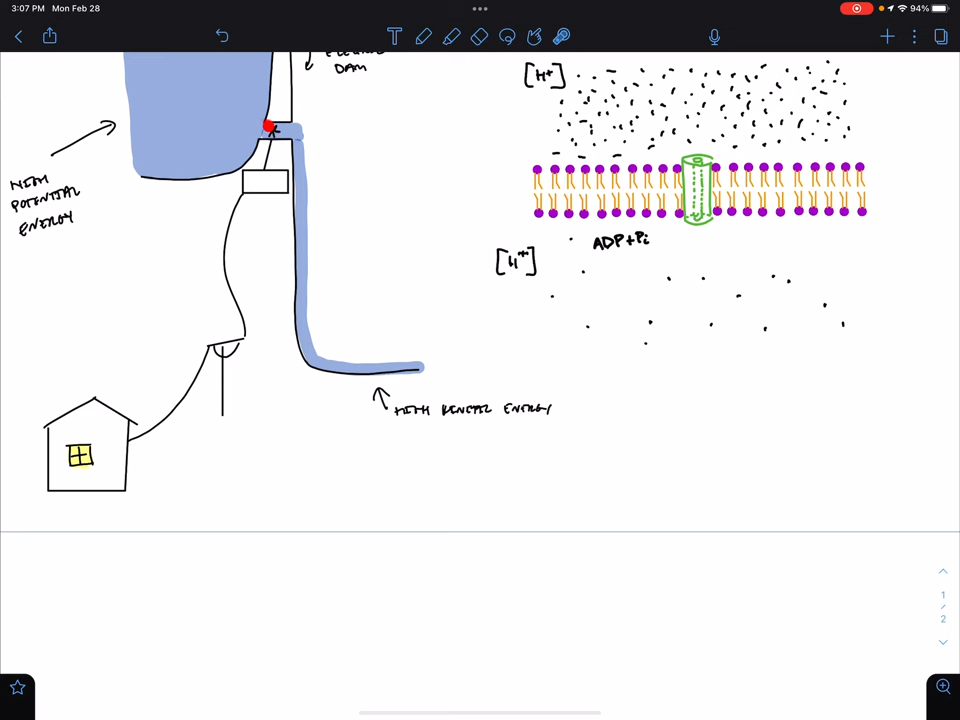 3:07 PM Mon Feb 28
94%
DAM
[H+]
HIGH
POTENTIAL
ENERGY
ADP+Pi
[H+]
HIGH KINETIC ENERGY
1
/
2